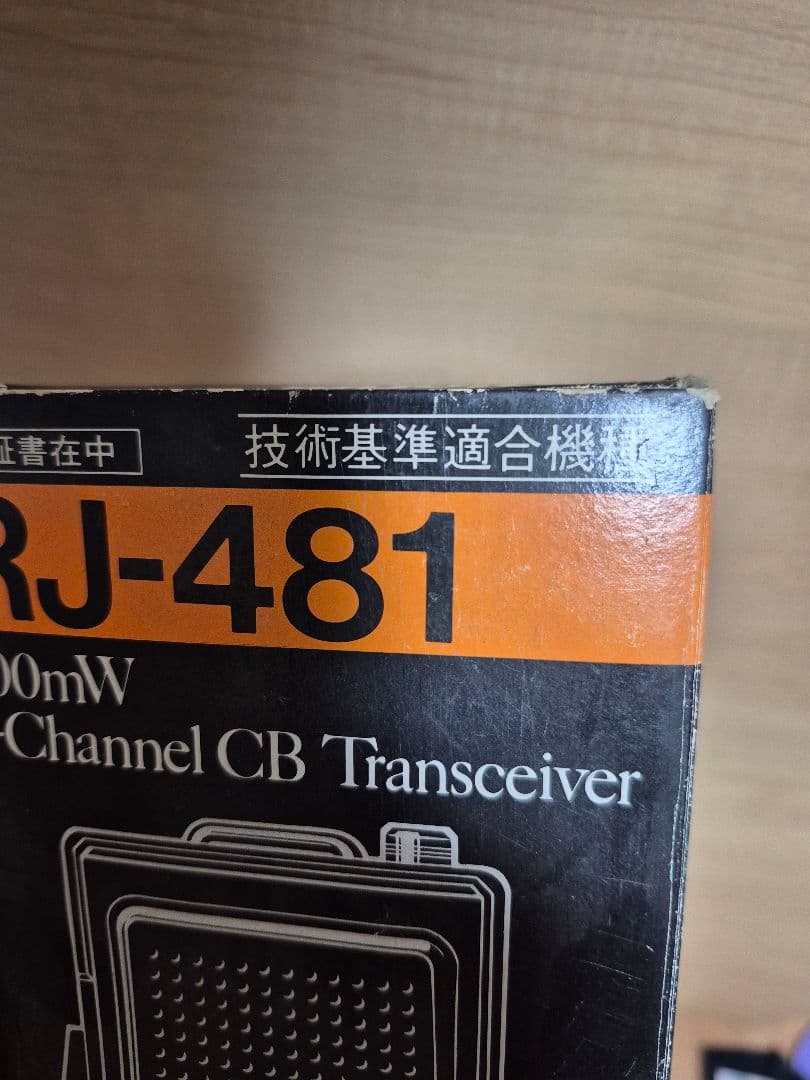 証書在中
技術基準適合機種
RJ-481
00mW
-Channel CB Transceiver